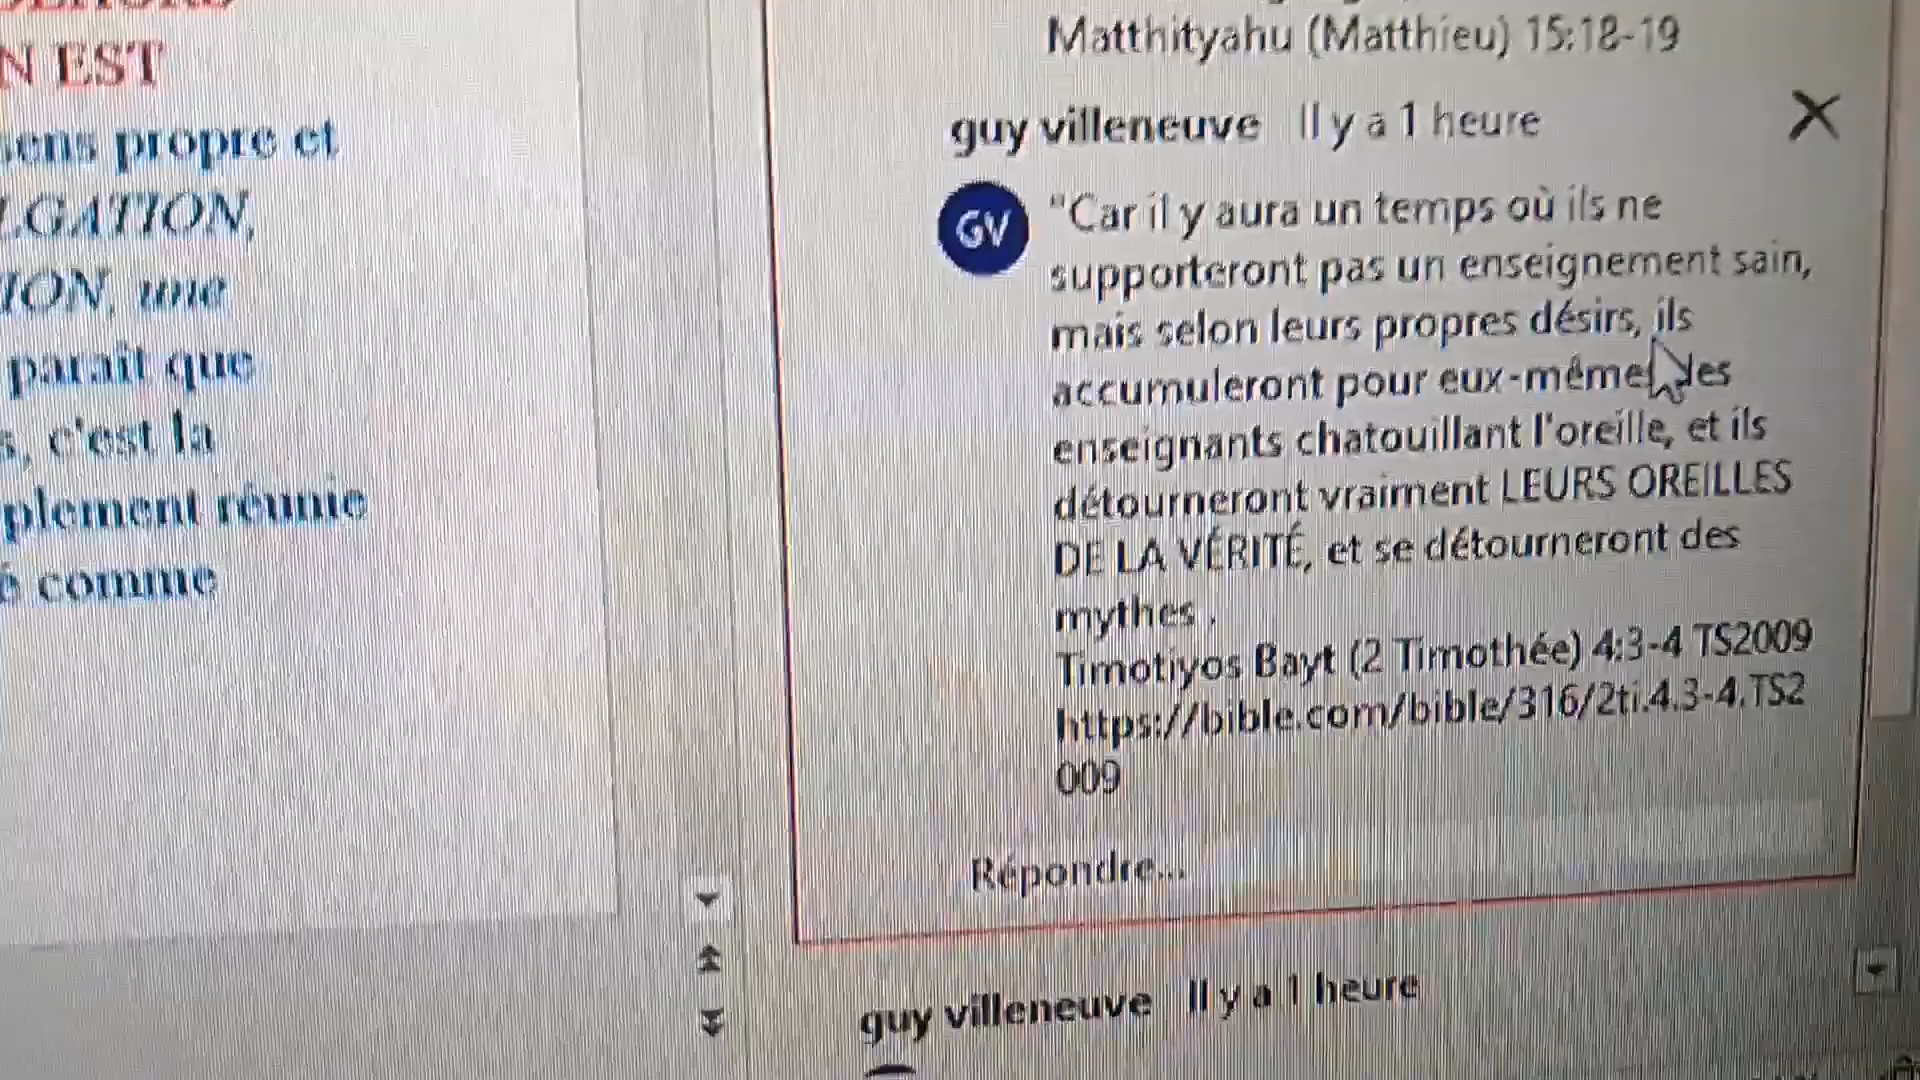 N EST
sens propre et
LGATION,
ION, une
parait que
s, c'est la
plement réunie
é comme
Matthityahu (Matthieu) 15:18-19
guy villeneuve Il y a 1 heure
GV
"Car il y aura un temps où ils ne
supporteront pas un enseignement sain,
mais selon leurs propres désirs, ils
accumuleront pour eux-même des
enseignants chatouillant l'oreille, et ils
détourneront vraiment LEURS OREILLES
DE LA VÉRITÉ, et se détourneront des
mythes .
Timotiyos Bayt (2 Timothée) 4:3-4 TS2009
https://bible.com/bible/316/2ti.4.3-4.TS2
009
Répondre...
guy villeneuve Il y a 1 heure